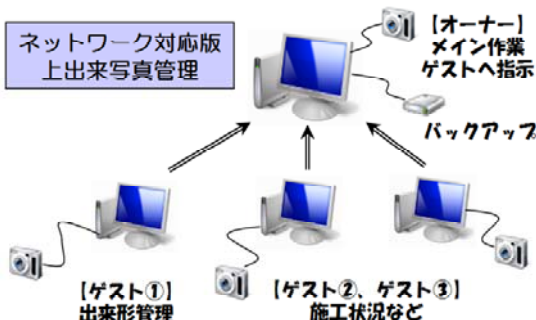 ネットワーク対応版
上出来写真管理
【オーナー】
メイン作業
ゲストへ指示
バックアップ
【ゲスト①】
出来形管理
【ゲスト②、ゲスト③】
施工状況など